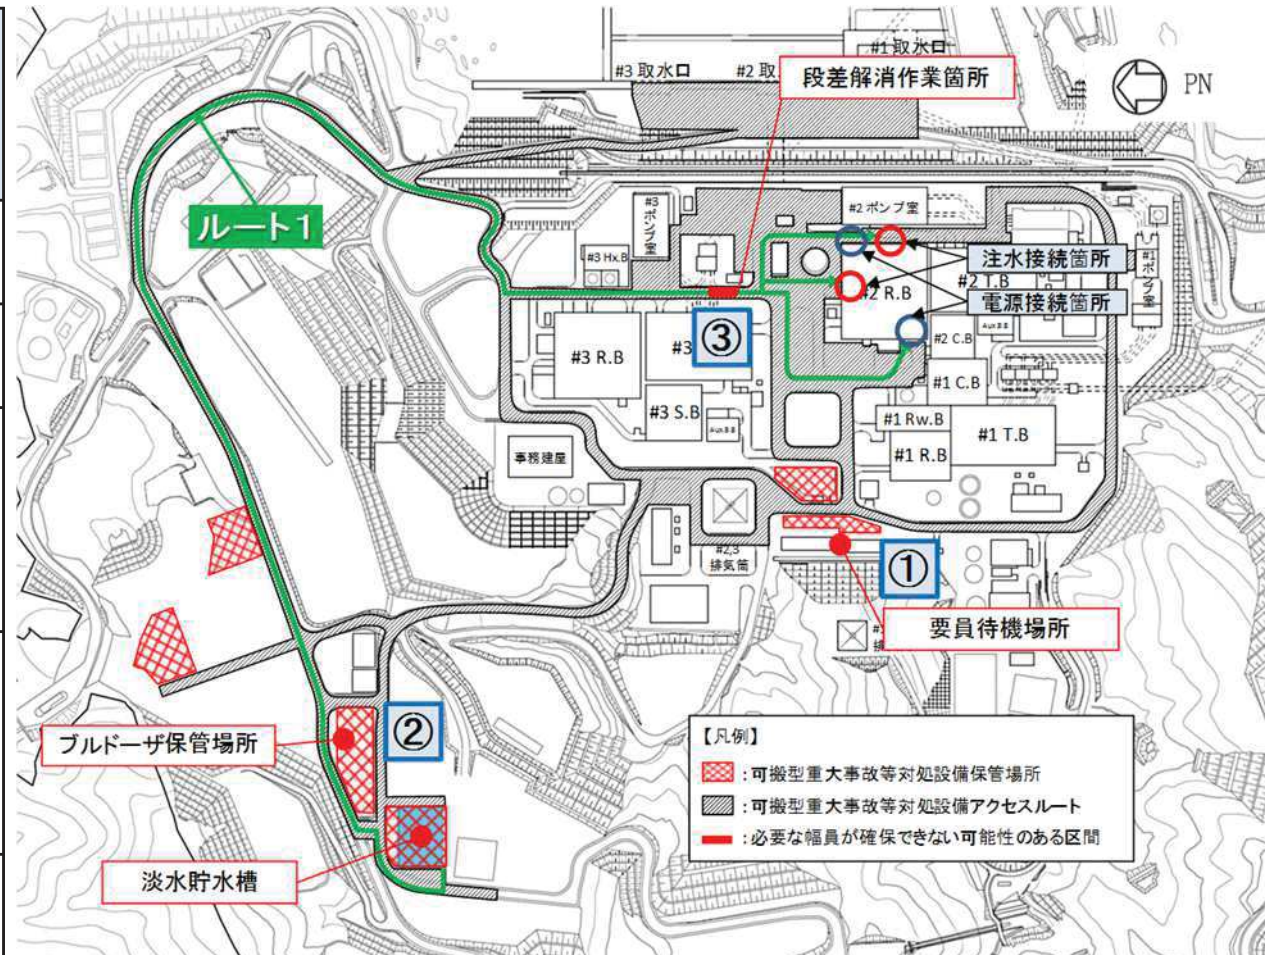 #1 取水口
#3 取水口
#2 取
段差解消作業箇所
PN
ルート1
#3 ポンプ室
#2 ポンプ室
#3 Hx.B
注水接続箇所
#1 ポンプ室
#2 T.B
#2 R.B
電源接続箇所
③
#3 R.B
#3
#2 C.B
Aux.B.B
#1 C.B
#3 S.B
Aux.B.B
#1 Rw.B
#1 T.B
#1 R.B
事務建屋
#2,3
排気筒
①
要員待機場所
②
ブルドーザ保管場所
淡水貯水槽
【凡例】
:可搬型重大事故等対処設備保管場所
:可搬型重大事故等対処設備アクセスルート
:必要な幅員が確保できない可能性のある区間